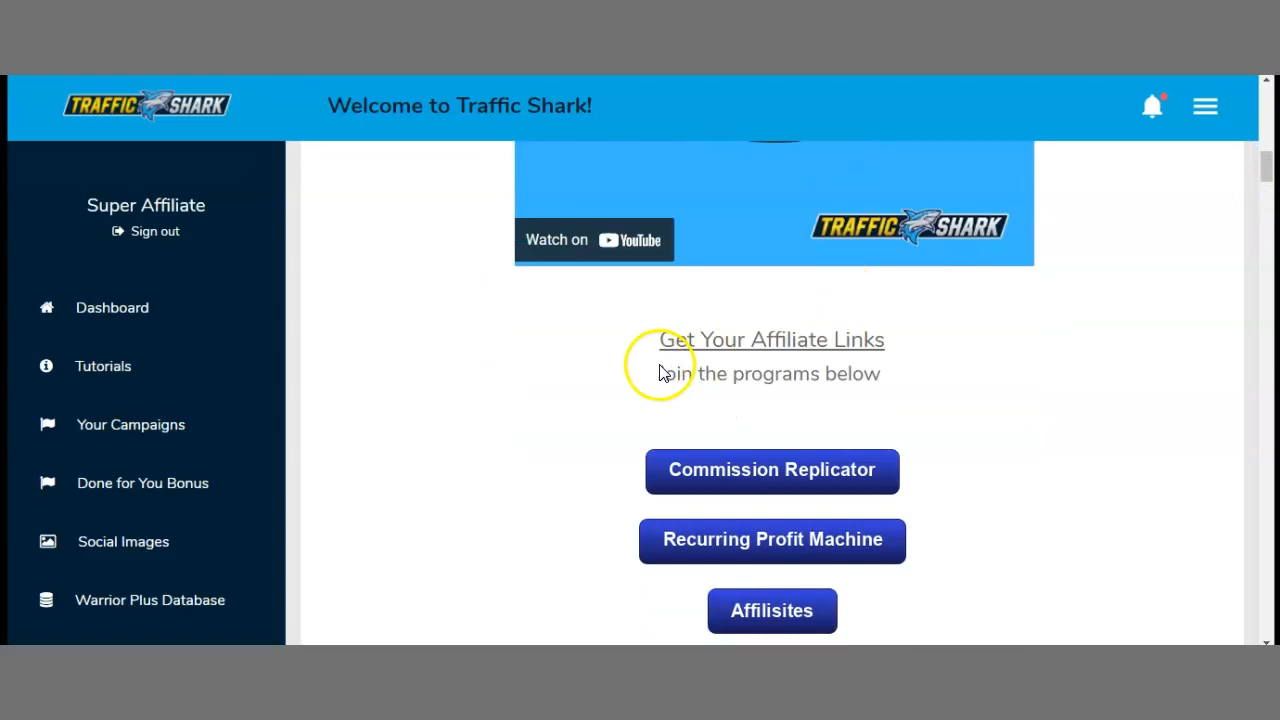 TRAFFIC SHARK
Welcome to Traffic Shark!
Super Affiliate
Sign out
Dashboard
Tutorials
Your Campaigns
Done for You Bonus
Social Images
Warrior Plus Database
Watch on YouTube
TRAFFIC SHARK
Get Your Affiliate Links
Join the programs below
Commission Replicator
Recurring Profit Machine
Affilisites